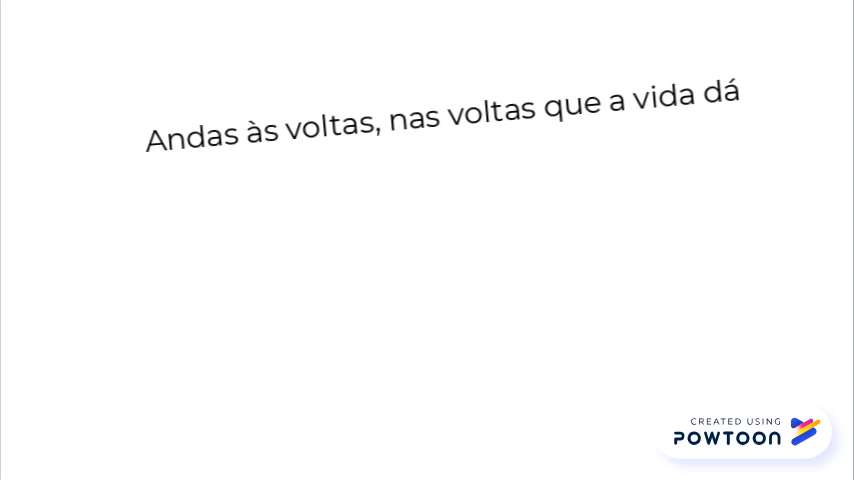 Andas às voltas, nas voltas que a vida dá
CREATED USING
POWTOON